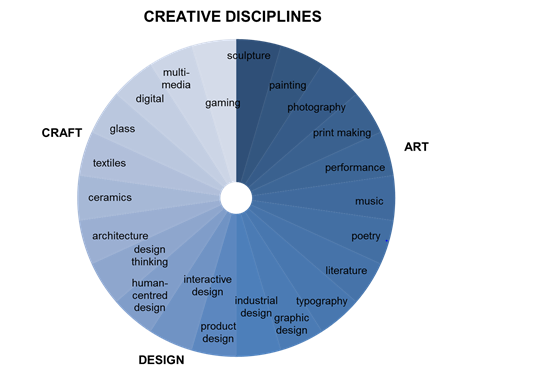 CREATIVE DISCIPLINES
sculpture
painting
photography
print making
performance
music
poetry
literature
typography
graphic
design
industrial
design
product
design
interactive
design
human-
centred
design
design
thinking
architecture
ceramics
textiles
glass
digital
multi-
media
gaming
ART
DESIGN
CRAFT